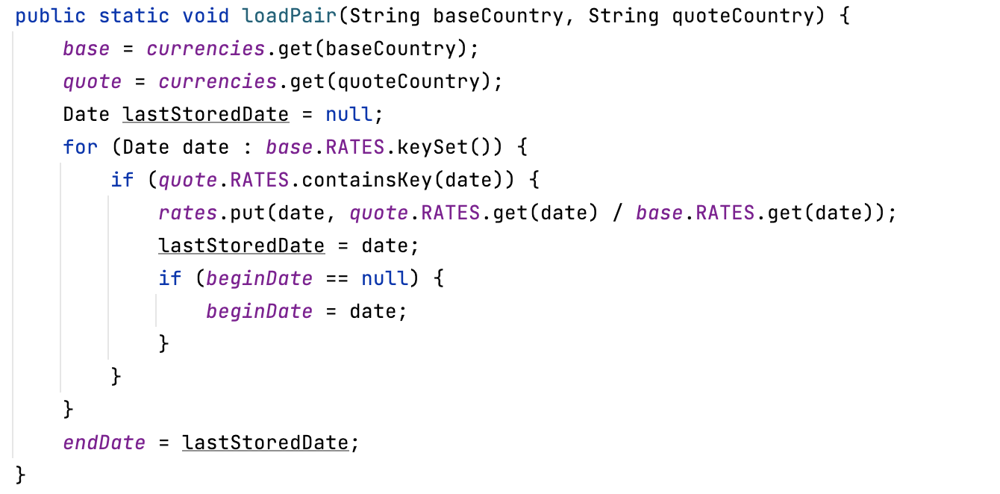 public static void loadPair(String baseCountry, String quoteCountry) {
    base = currencies.get(baseCountry);
    quote = currencies.get(quoteCountry);
    Date lastStoredDate = null;
    for (Date date : base.RATES.keySet()) {
        if (quote.RATES.containsKey(date)) {
            rates.put(date, quote.RATES.get(date) / base.RATES.get(date));
            lastStoredDate = date;
            if (beginDate == null) {
                beginDate = date;
            }
        }
    }
    endDate = lastStoredDate;
}